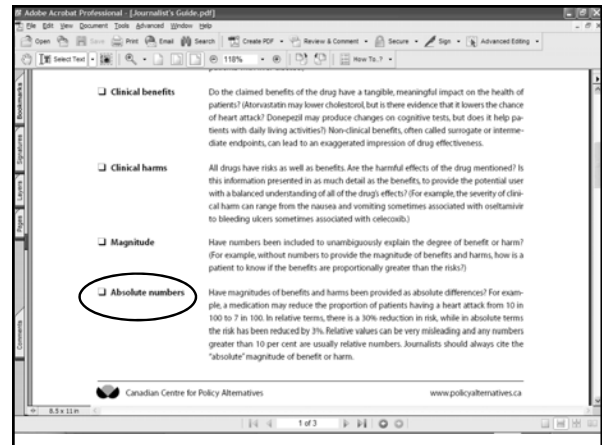 Adobe Acrobat Professional - [Journalist's Guide.pdf]
File Edit View Document Tools Advanced Window Help
Open Save Print Email Search Create PDF Review & Comment Secure Sign Advanced Editing
Select Text 118% How To..?
Bookmarks
Signatures
Layers
Pages
Comments
Clinical benefits
Do the claimed benefits of the drug have a tangible, meaningful impact on the health of
patients? (Atorvastatin may lower cholestorol, but is there evidence that it lowers the chance
of heart attack? Donepezil may produce changes on cognitive tests, but does it help pa-
tients with daily living activities?) Non-clinical benefits, often called surrogate or interme-
diate endpoints, can lead to an exaggerated impression of drug effectiveness.
Clinical harms
All drugs have risks as well as benefits. Are the harmful effects of the drug mentioned? Is
this information presented in as much detail as the benefits, to provide the potential user
with a balanced understanding of all of the drug's effects? (For example, the severity of clini-
cal harm can range from the nausea and vomiting sometimes associated with oseltamivir
to bleeding ulcers sometimes associated with celecoxib.)
Magnitude
Have numbers been included to unambiguously explain the degree of benefit or harm?
(For example, without numbers to provide the magnitude of benefits and harms, how is a
patient to know if the benefits are proportionally greater than the risks?)
Absolute numbers
Have magnitudes of benefits and harms been provided as absolute differences? For exam-
ple, a medication may reduce the proportion of patients having a heart attack from 10 in
100 to 7 in 100. In relative terms, there is a 30% reduction in risk, while in absolute terms
the risk has been reduced by 3%. Relative values can be very misleading and any numbers
greater than 10 per cent are usually relative numbers. Journalists should always cite the
"absolute" magnitude of benefit or harm.
Canadian Centre for Policy Alternatives www.policyalternatives.ca
8.5 x 11 in
1 of 3